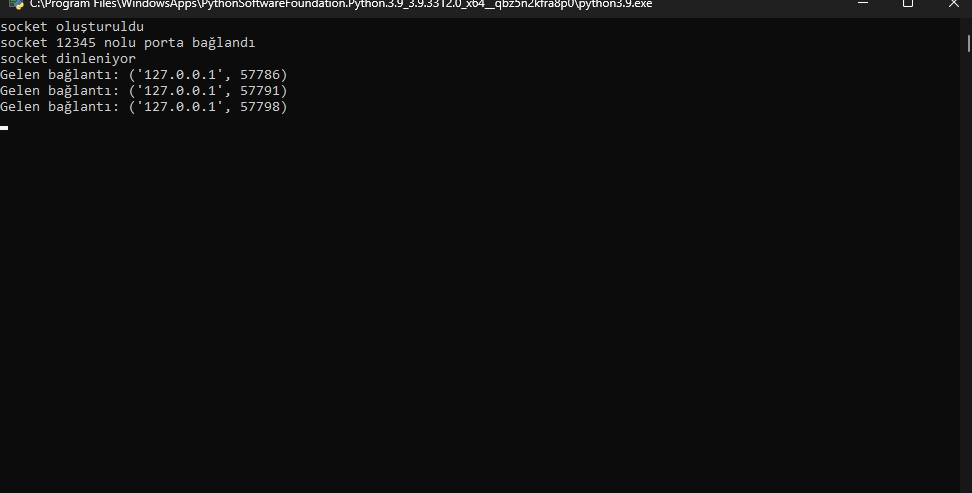 C:\Program Files\WindowsApps\PythonSoftwareFoundation.Python.3.9_3.9.3312.0_x64__qbz5n2kfra8p0\python3.9.exe
socket oluşturuldu
socket 12345 nolu porta bağlandı
socket dinleniyor
Gelen bağlantı: ('127.0.0.1', 57786)
Gelen bağlantı: ('127.0.0.1', 57791)
Gelen bağlantı: ('127.0.0.1', 57798)